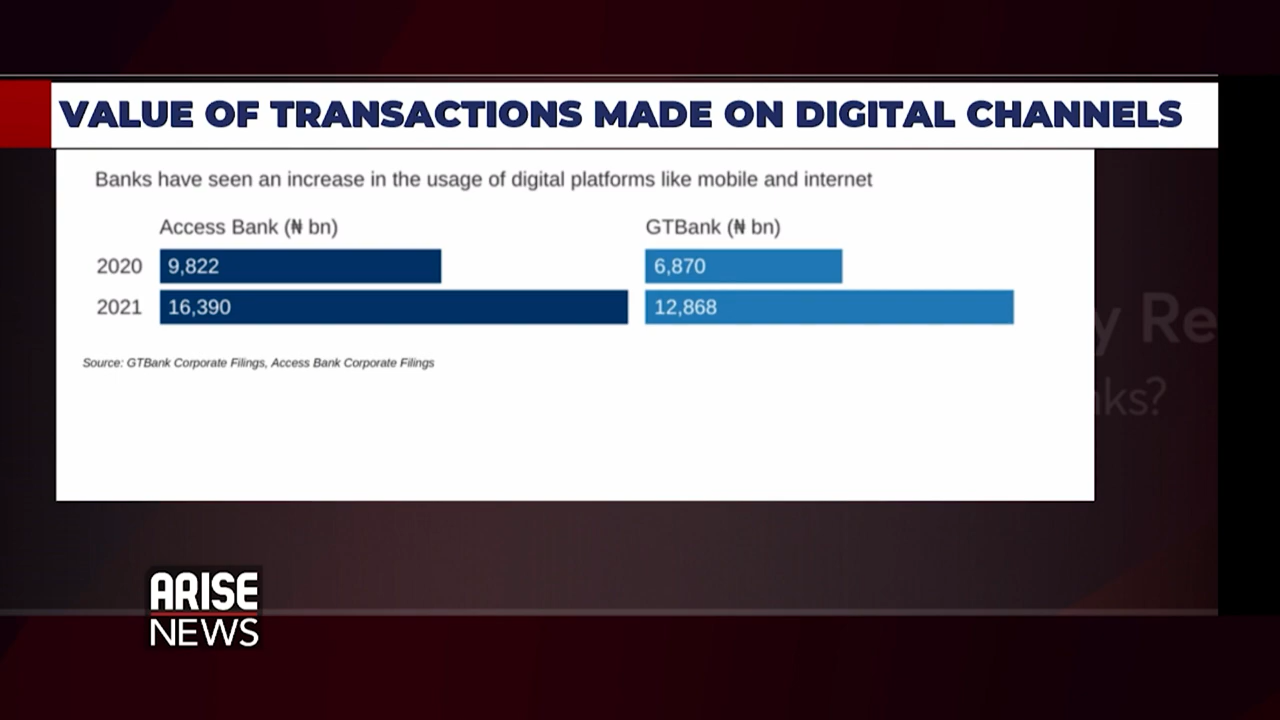 VALUE OF TRANSACTIONS MADE ON DIGITAL CHANNELS
Banks have seen an increase in the usage of digital platforms like mobile and internet
Access Bank (₦ bn)
GTBank (₦ bn)
2020
9,822
6,870
2021
16,390
12,868
Source: GTBank Corporate Filings, Access Bank Corporate Filings
ARISE
NEWS